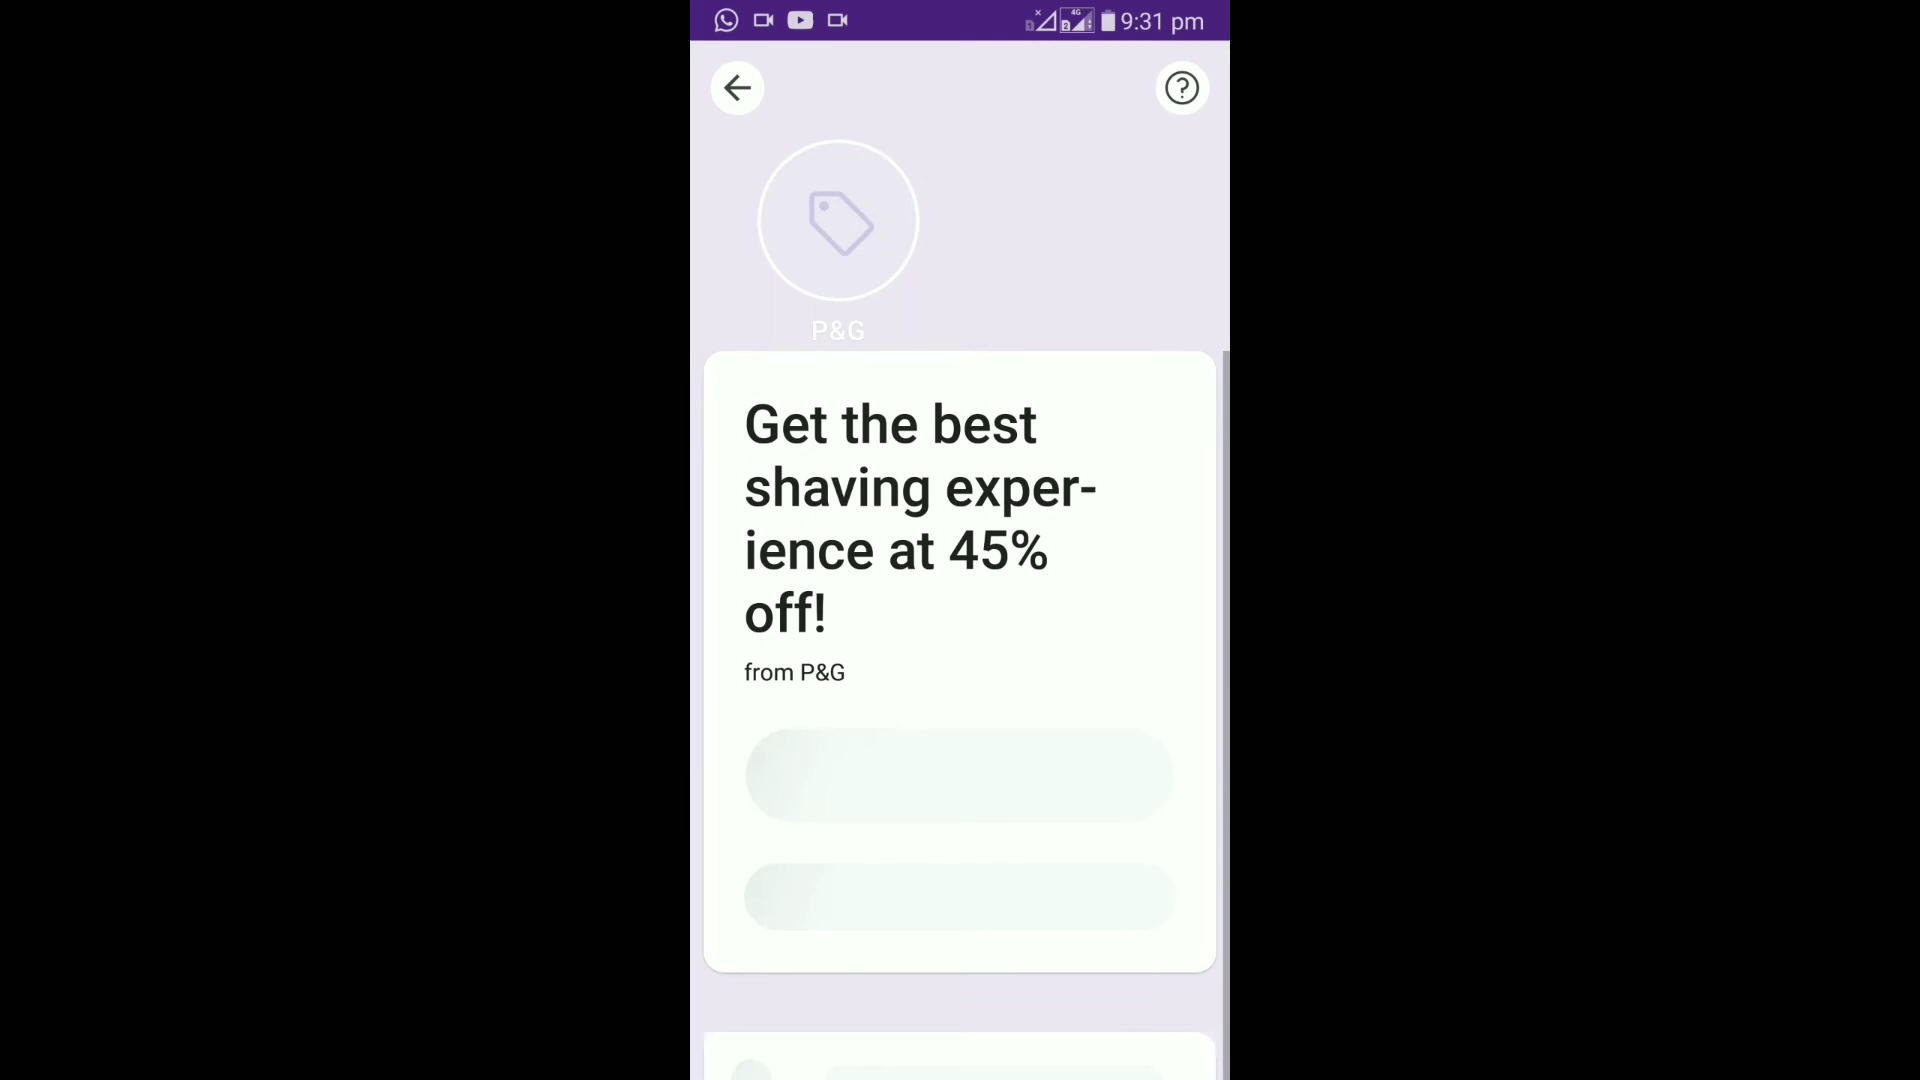 9:31 pm
P&G
Get the best
shaving exper-
ience at 45%
off!
from P&G